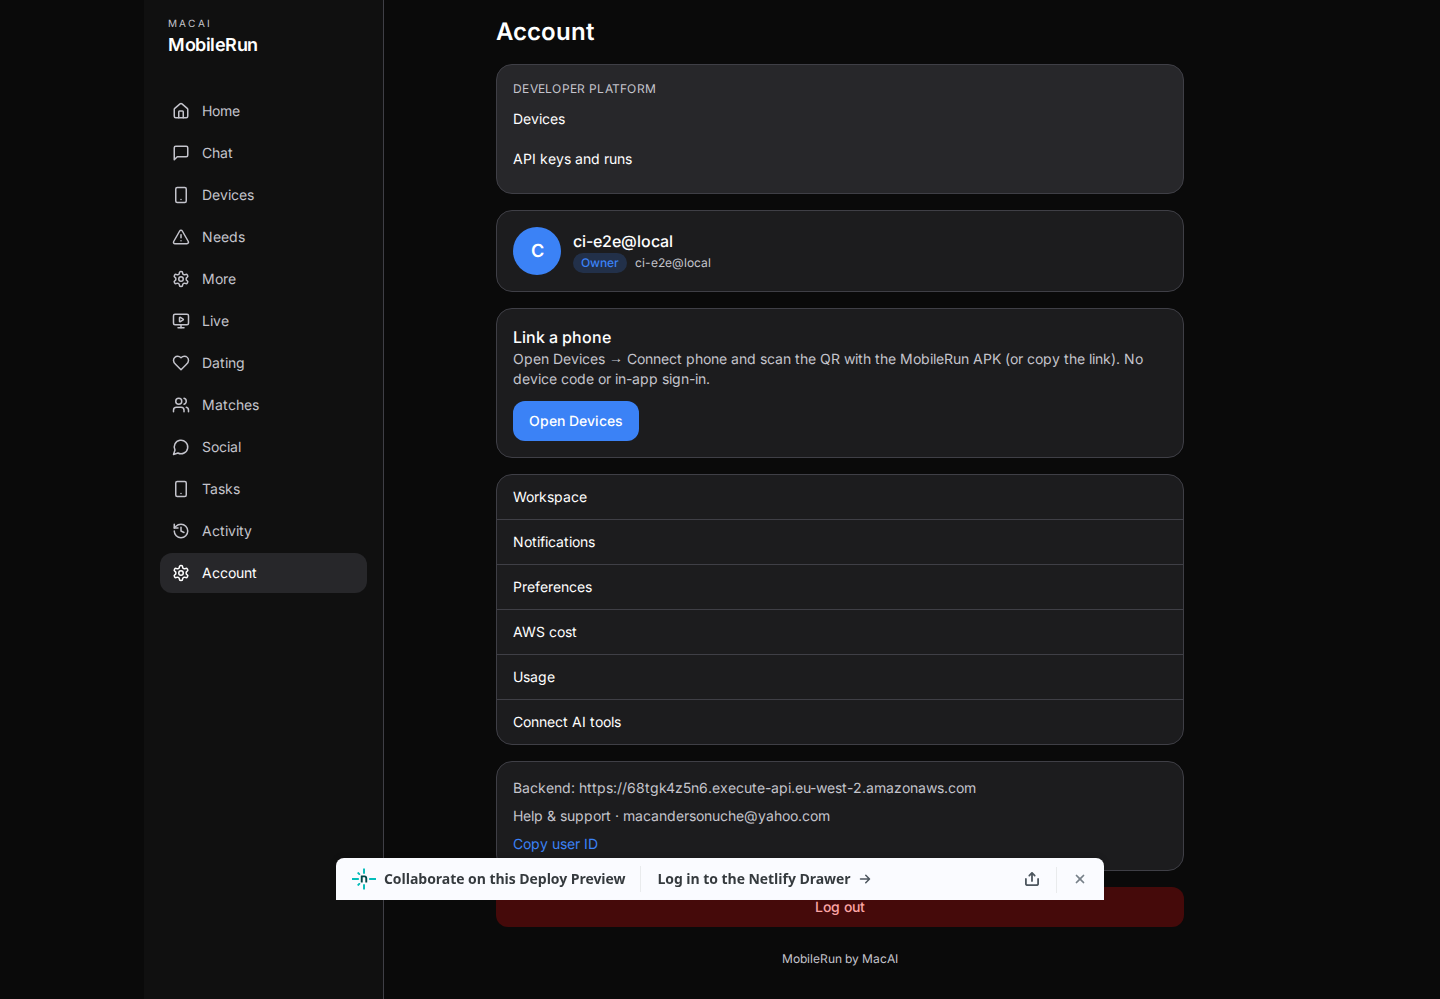 MACAI
MobileRun
Home
Chat
Devices
Needs
More
Live
Dating
Matches
Social
Tasks
Activity
Account
Account
DEVELOPER PLATFORM
Devices
API keys and runs
C
ci-e2e@local
Owner ci-e2e@local
Link a phone
Open Devices → Connect phone and scan the QR with the MobileRun APK (or copy the link). No
device code or in-app sign-in.
Open Devices
Workspace
Notifications
Preferences
AWS cost
Usage
Connect AI tools
Backend: https://68tgk4z5n6.execute-api.eu-west-2.amazonaws.com
Help & support · macandersonuche@yahoo.com
Copy user ID
Collaborate on this Deploy Preview
Log in to the Netlify Drawer →
Log out
MobileRun by MacAI